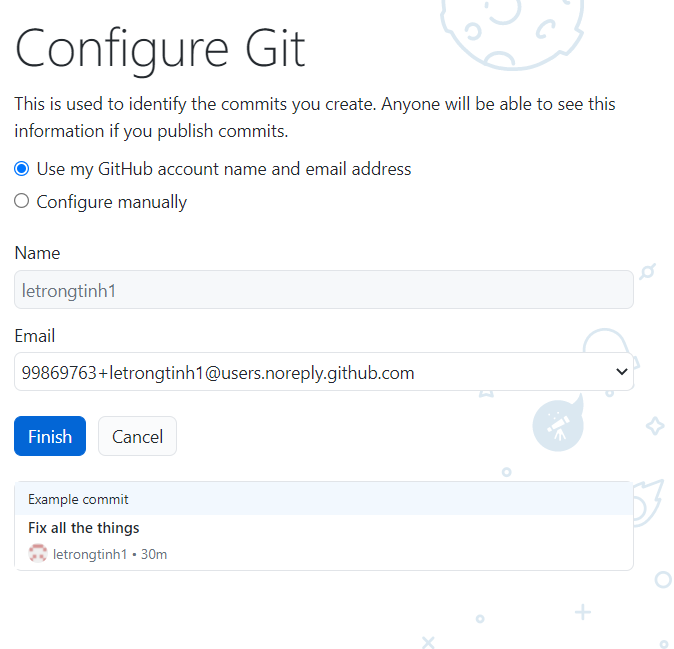 Configure Git
This is used to identify the commits you create. Anyone will be able to see this
information if you publish commits.
Use my GitHub account name and email address
Configure manually
Name
letrongtinh1
Email
99869763+letrongtinh1@users.noreply.github.com
Finish Cancel
Example commit
Fix all the things
letrongtinh1 • 30m